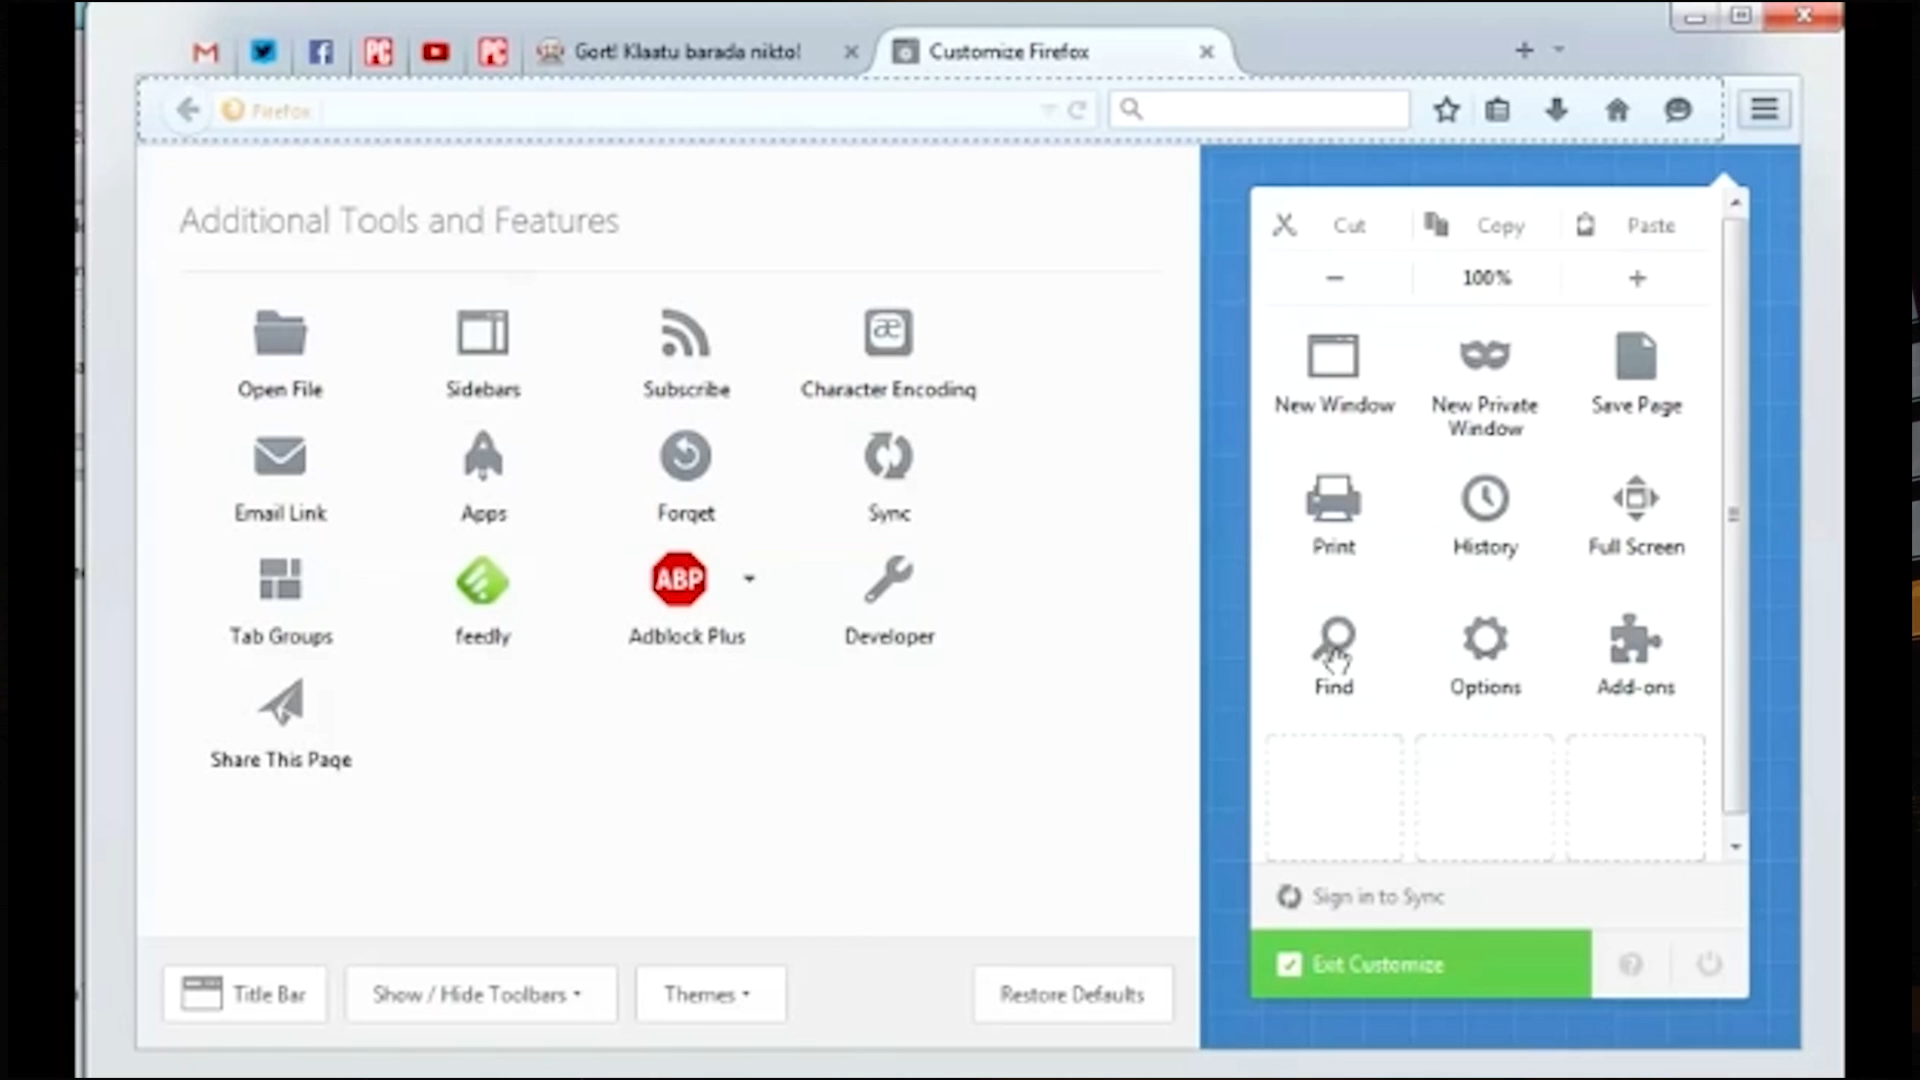 PC
PC
Gort! Klaatu barada nikto!
Customize Firefox
Firefox
Additional Tools and Features
Open File
Sidebars
Subscribe
æ
Character Encoding
Email Link
Apps
Forget
Sync
Tab Groups
feedly
ABP
Adblock Plus
Developer
Share This Page
Title Bar
Show / Hide Toolbars
Themes
Restore Defaults
Cut
Copy
Paste
100%
New Window
New Private
Window
Save Page
Print
History
Full Screen
Find
Options
Add-ons
Sign in to Sync
Exit Customize